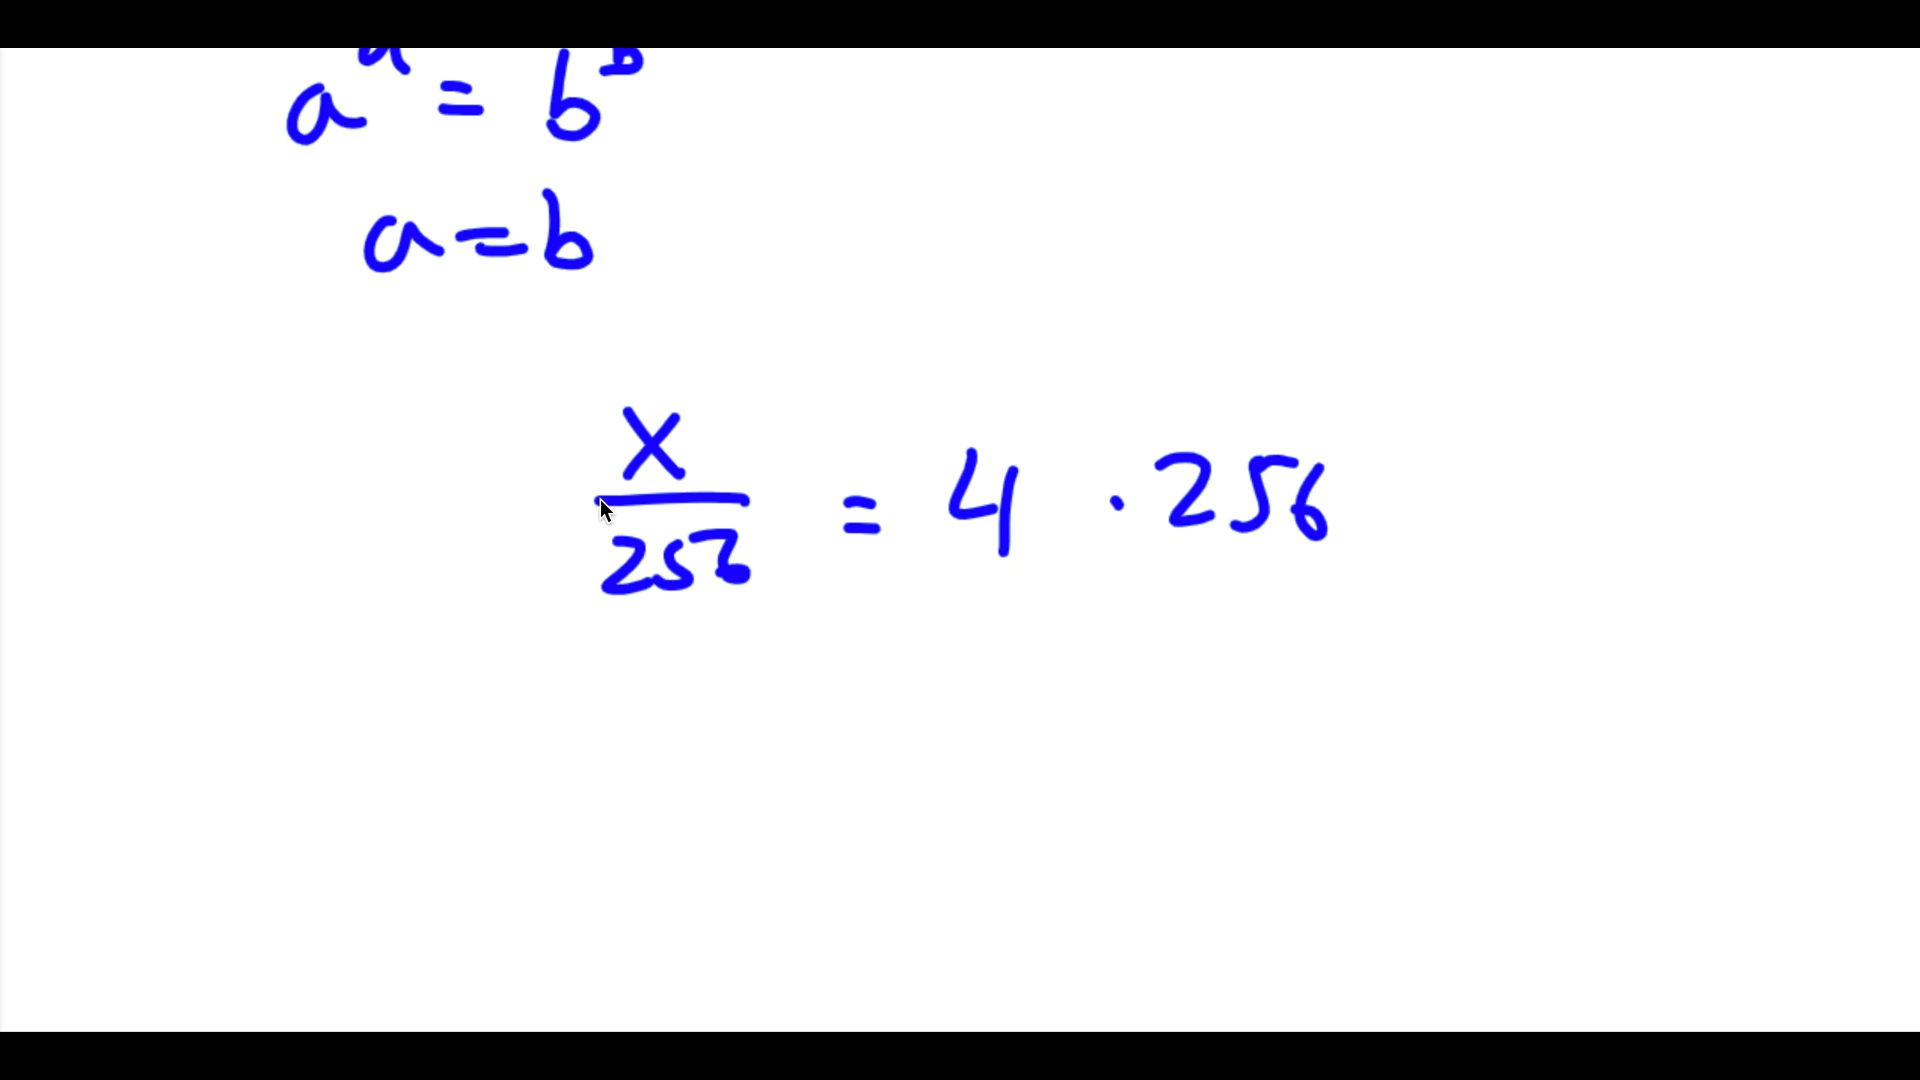 a^a = b^b
a=b
x/256 = 4 · 256